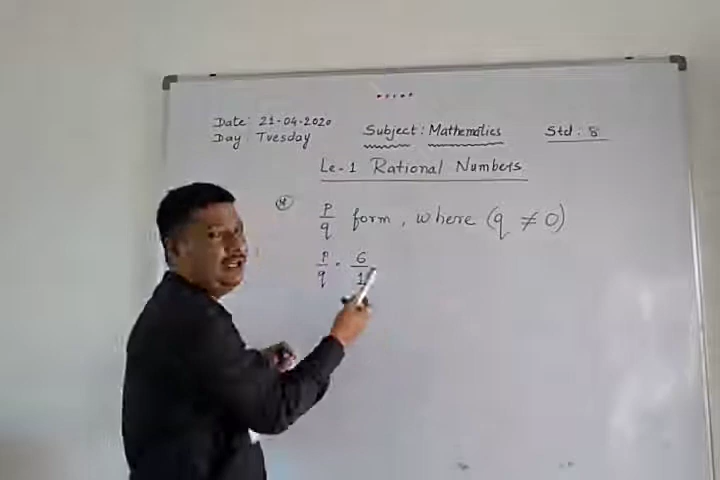 Date: 21-04-2020
Day: Tuesday
Subject: Mathematics
Std: 8
Le-1 Rational Numbers
p/q form, where (q ≠ 0)
p/q = 6/1